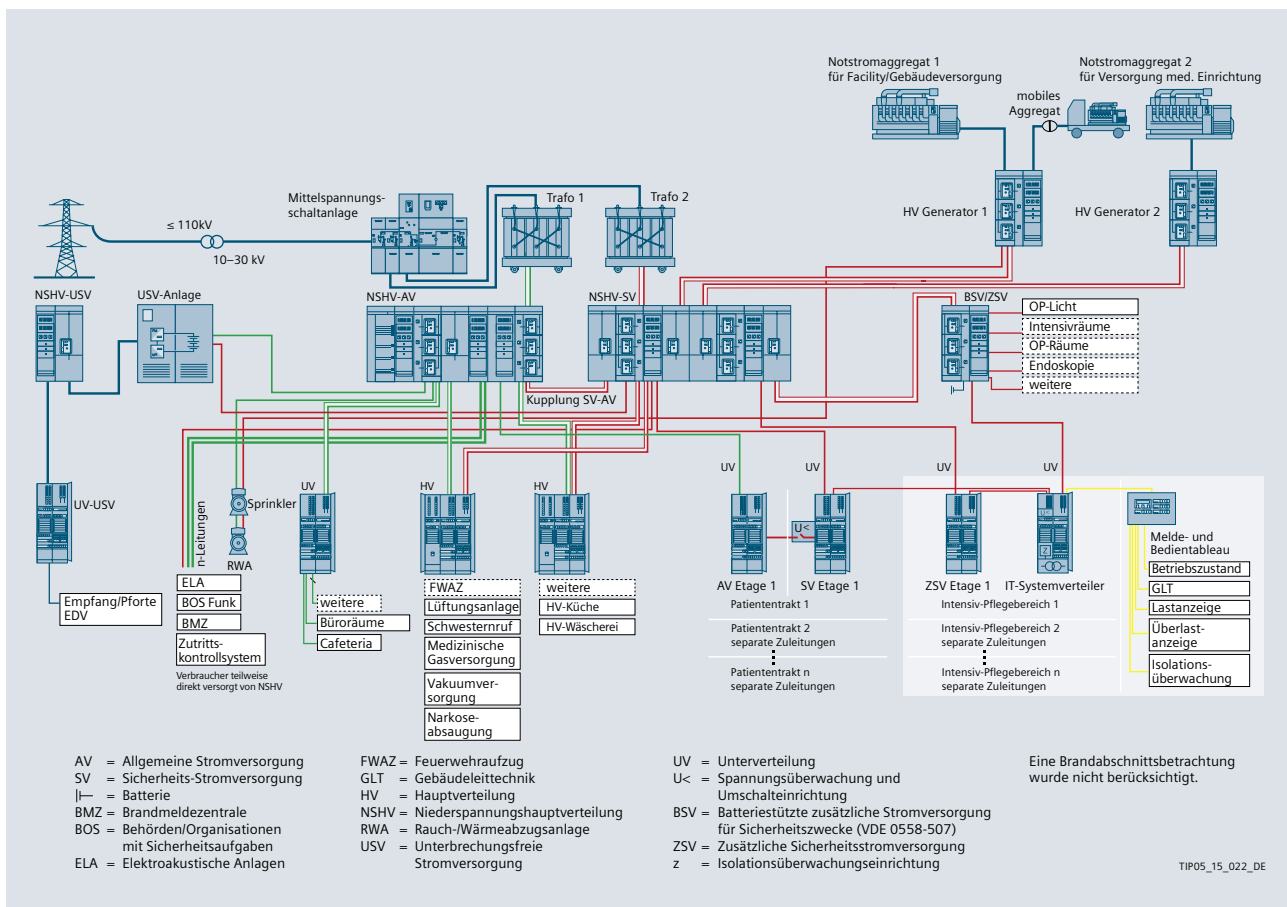 Notstromaggregat 1
für Facility/Gebäudeversorgung
mobiles
Aggregat
Notstromaggregat 2
für Versorgung med. Einrichtung
HV Generator 1
HV Generator 2
Mittelspannungs-
schaltanlage
Trafo 1
Trafo 2
≤ 110kV
10–30 kV
NSHV-USV
USV-Anlage
NSHV-AV
NSHV-SV
Kupplung SV-AV
BSV/ZSV
OP-Licht
Intensivräume
OP-Räume
Endoskopie
weitere
UV-USV
Empfang/Pforte
EDV
n-Leitungen
ELA
BOS Funk
BMZ
Zutritts-
kontrollsystem
Verbraucher teilweise
direkt versorgt von NSHV
Sprinkler
RWA
UV
weitere
Büroräume
Cafeteria
HV
FWAZ
Lüftungsanlage
Schwesternruf
Medizinische
Gasversorgung
Vakuumver-
sorgung
Narkose-
absaugung
HV
weitere
HV-Küche
HV-Wäscherei
UV
UV
UV
UV
U<
U<
Z
AV Etage 1
SV Etage 1
ZSV Etage 1
IT-Systemverteiler
Patiententrakt 1
Patiententrakt 2
separate Zuleitungen
Patiententrakt n
separate Zuleitungen
Intensiv-Pflegebereich 1
Intensiv-Pflegebereich 2
separate Zuleitungen
Intensiv-Pflegebereich n
separate Zuleitungen
Melde- und
Bedientableau
Betriebszustand
GLT
Lastanzeige
Überlast-
anzeige
Isolations-
überwachung
AV = Allgemeine Stromversorgung
SV = Sicherheits-Stromversorgung
= Batterie
BMZ = Brandmeldezentrale
BOS = Behörden/Organisationen
mit Sicherheitsaufgaben
ELA = Elektroakustische Anlagen
FWAZ = Feuerwehraufzug
GLT = Gebäudeleittechnik
HV = Hauptverteilung
NSHV = Niederspannungshauptverteilung
RWA = Rauch-/Wärmeabzugsanlage
USV = Unterbrechungsfreie
Stromversorgung
UV = Unterverteilung
U< = Spannungsüberwachung und
Umschalteinrichtung
BSV = Batteriestützte zusätzliche Stromversorgung
für Sicherheitszwecke (VDE 0558-507)
ZSV = Zusätzliche Sicherheitsstromversorgung
z = Isolationsüberwachungseinrichtung
Eine Brandabschnittsbetrachtung
wurde nicht berücksichtigt.
TIP05_15_022_DE